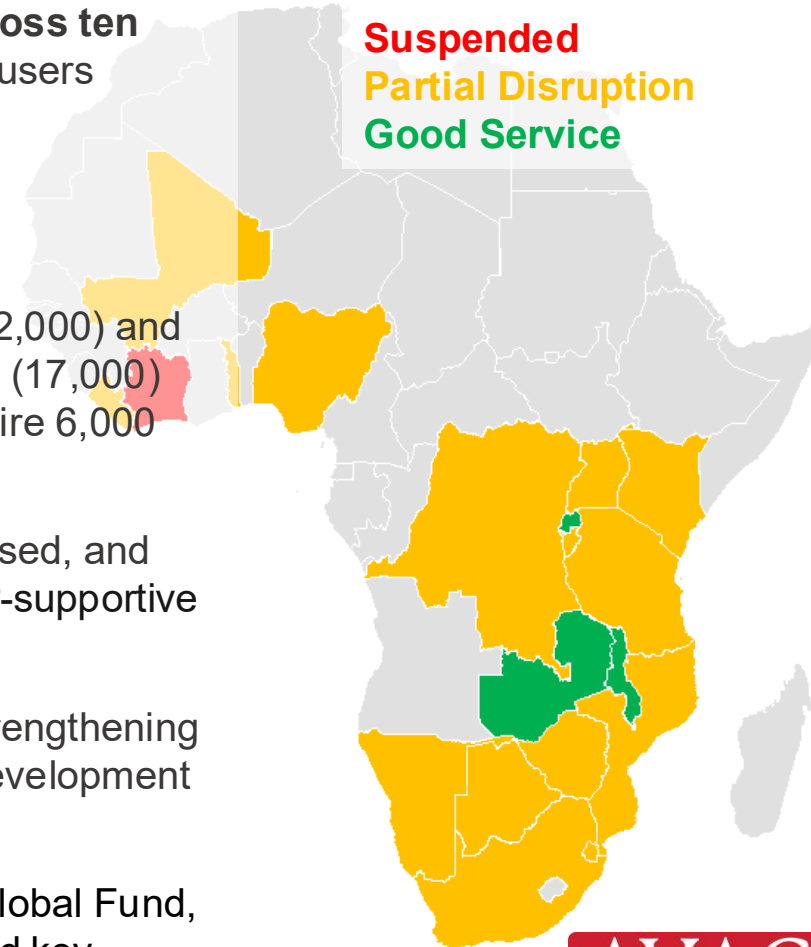 oss ten
users
Suspended
Partial Disruption
Good Service
2,000) and
(17,000)
ire 6,000
sed, and
-supportive
rengthening
evelopment
lobal Fund,